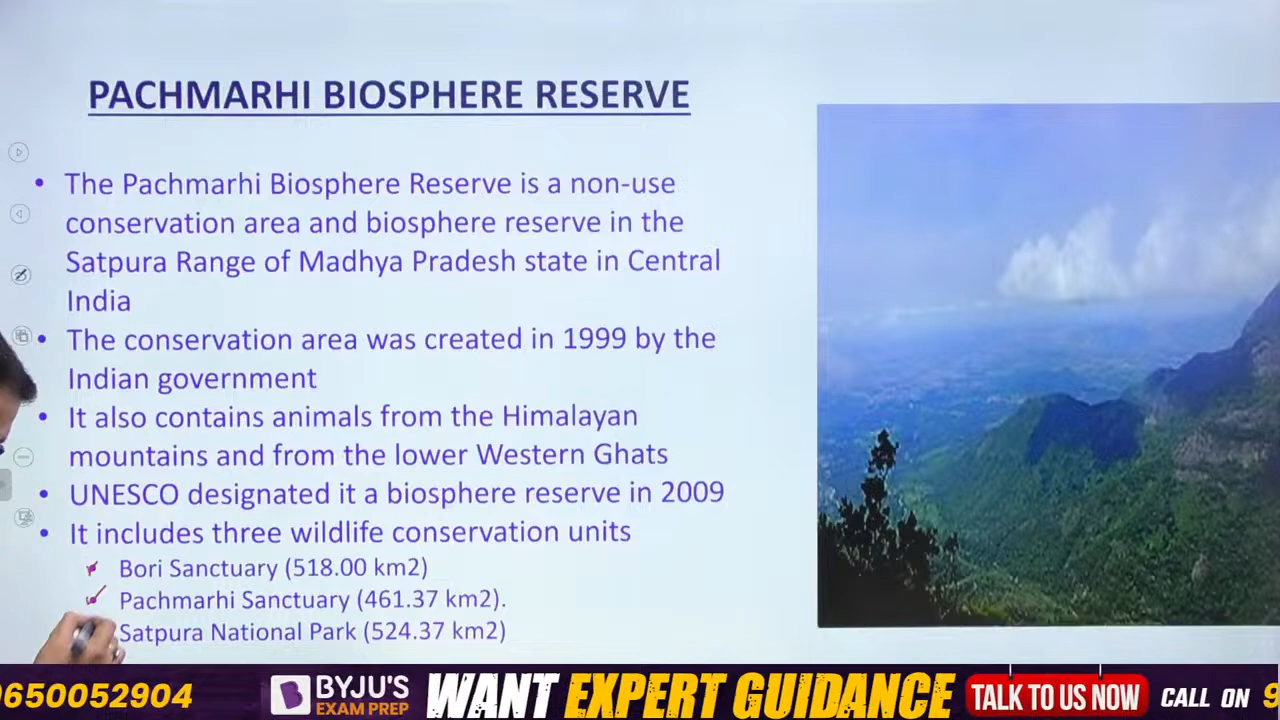 PACHMARHI BIOSPHERE RESERVE
• The Pachmarhi Biosphere Reserve is a non-use
conservation area and biosphere reserve in the
Satpura Range of Madhya Pradesh state in Central
India
• The conservation area was created in 1999 by the
Indian government
• It also contains animals from the Himalayan
mountains and from the lower Western Ghats
• UNESCO designated it a biosphere reserve in 2009
• It includes three wildlife conservation units
Bori Sanctuary (518.00 km2)
Pachmarhi Sanctuary (461.37 km2).
Satpura National Park (524.37 km2)
9650052904 BYJU'S EXAM PREP WANT EXPERT GUIDANCE TALK TO US NOW CALL ON 9